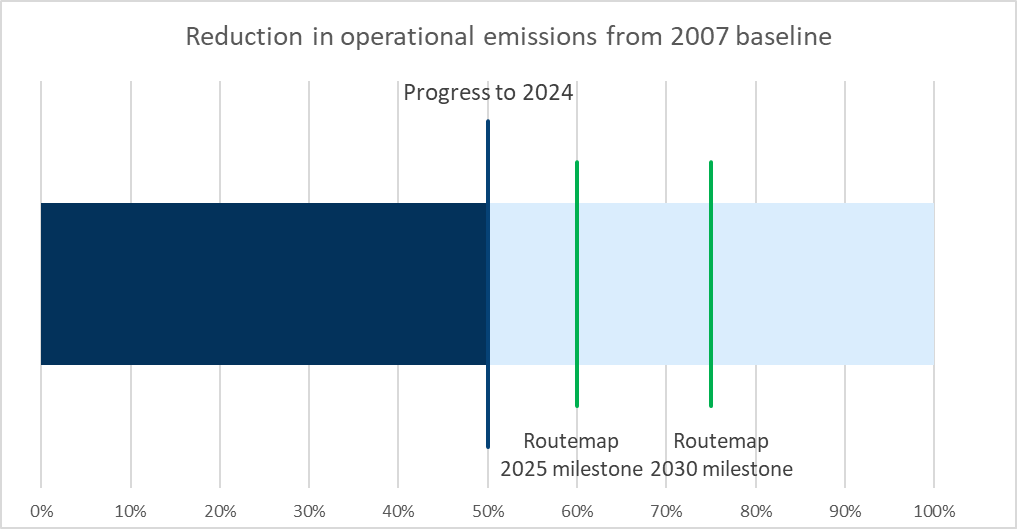 Reduction in operational emissions from 2007 baseline
Progress to 2024
Routemap
2025 milestone
Routemap
2030 milestone
0% 10% 20% 30% 40% 50% 60% 70% 80% 90% 100%